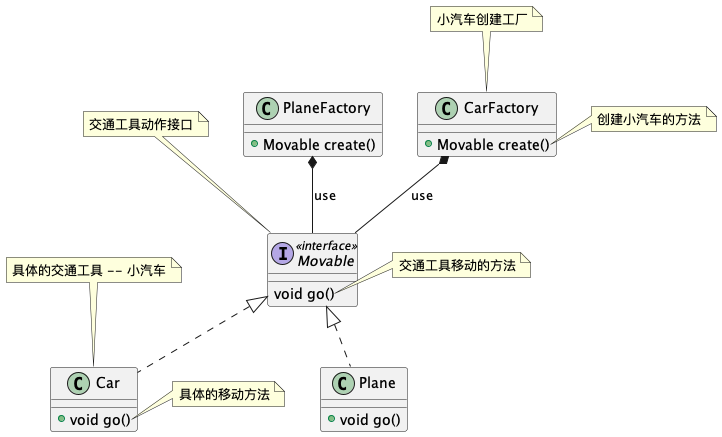 小汽车创建工厂
C PlaneFactory
Movable create()
C CarFactory
Movable create()
交通工具动作接口
创建小汽车的方法
use
use
I «interface»
Movable
void go()
交通工具移动的方法
具体的交通工具 -- 小汽车
C Car
void go()
具体的移动方法
C Plane
void go()